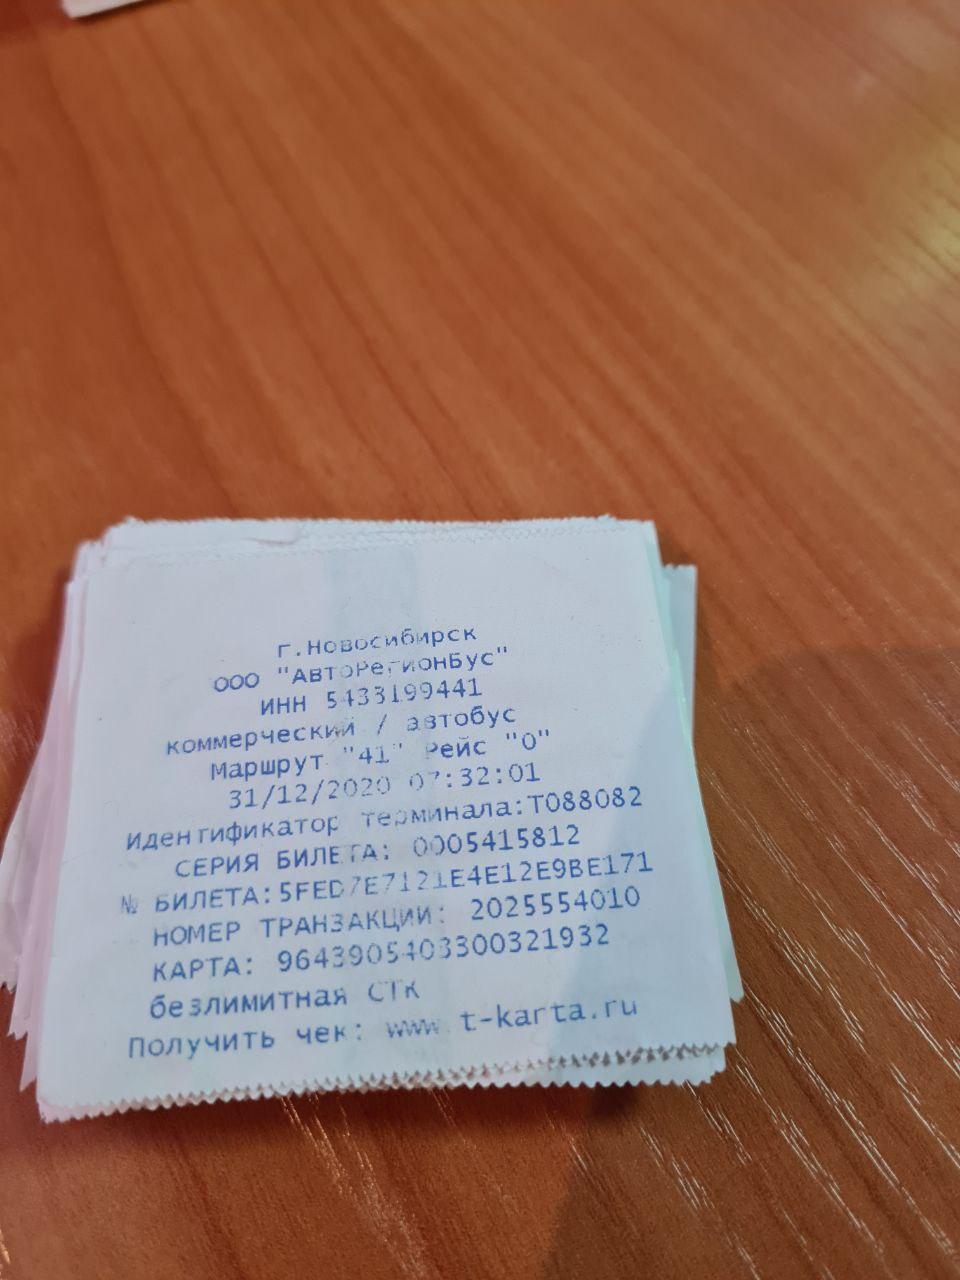 г.Новосибирск
ООО "АвтоРегионБус"
ИНН 5433199441
коммерческий / автобус
Маршрут "41" Рейс "0"
31/12/2020 07:32:01
Идентификатор терминала:Т088082
СЕРИЯ БИЛЕТА: 0005415812
№ БИЛЕТА:5FED7E7121E4E12E9BE171
НОМЕР ТРАНЗАКЦИИ: 2025554010
КАРТА: 9643905403300321932
безлимитная СТК
Получить чек: www.t-karta.ru